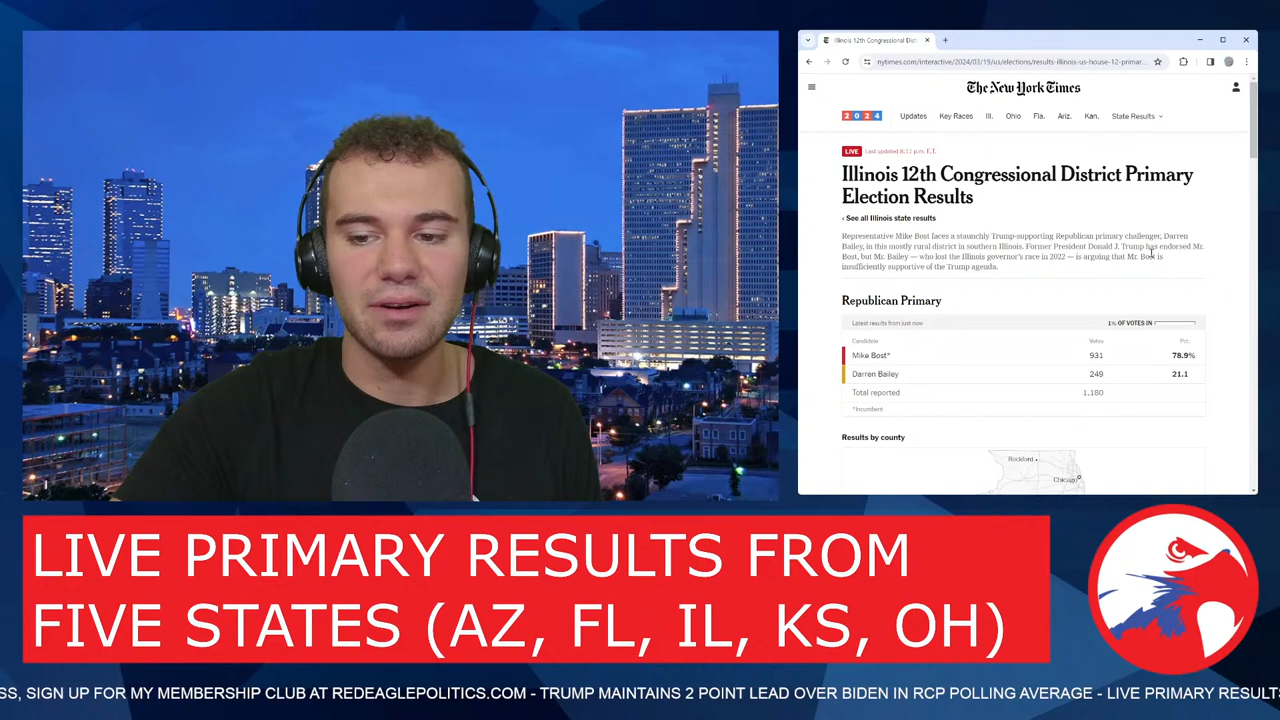 Illinois 12th Congressional Dist
nytimes.com/interactive/2024/03/19/us/elections/results-illinois-us-house-12-primar...
The New York Times
2024 Updates Key Races Ill. Ohio Fla. Ariz. Kan. State Results
LIVE Last updated 8:11 p.m. E.T.
Illinois 12th Congressional District Primary
Election Results
‹ See all Illinois state results
Representative Mike Bost faces a staunchly Trump-supporting Republican primary challenger, Darren
Bailey, in this mostly rural district in southern Illinois. Former President Donald J. Trump has endorsed Mr.
Bost, but Mr. Bailey — who lost the Illinois governor's race in 2022 — is arguing that Mr. Bost is
insufficiently supportive of the Trump agenda.
Republican Primary
Latest results from just now 1% OF VOTES IN
Candidate Votes Pct.
Mike Bost* 931 78.9%
Darren Bailey 249 21.1
Total reported 1,180
*Incumbent
Results by county
Rockford
Chicago
LIVE PRIMARY RESULTS FROM
FIVE STATES (AZ, FL, IL, KS, OH)
SS, SIGN UP FOR MY MEMBERSHIP CLUB AT REDEAGLEPOLITICS.COM - TRUMP MAINTAINS 2 POINT LEAD OVER BIDEN IN RCP POLLING AVERAGE - LIVE PRIMARY RESULTS